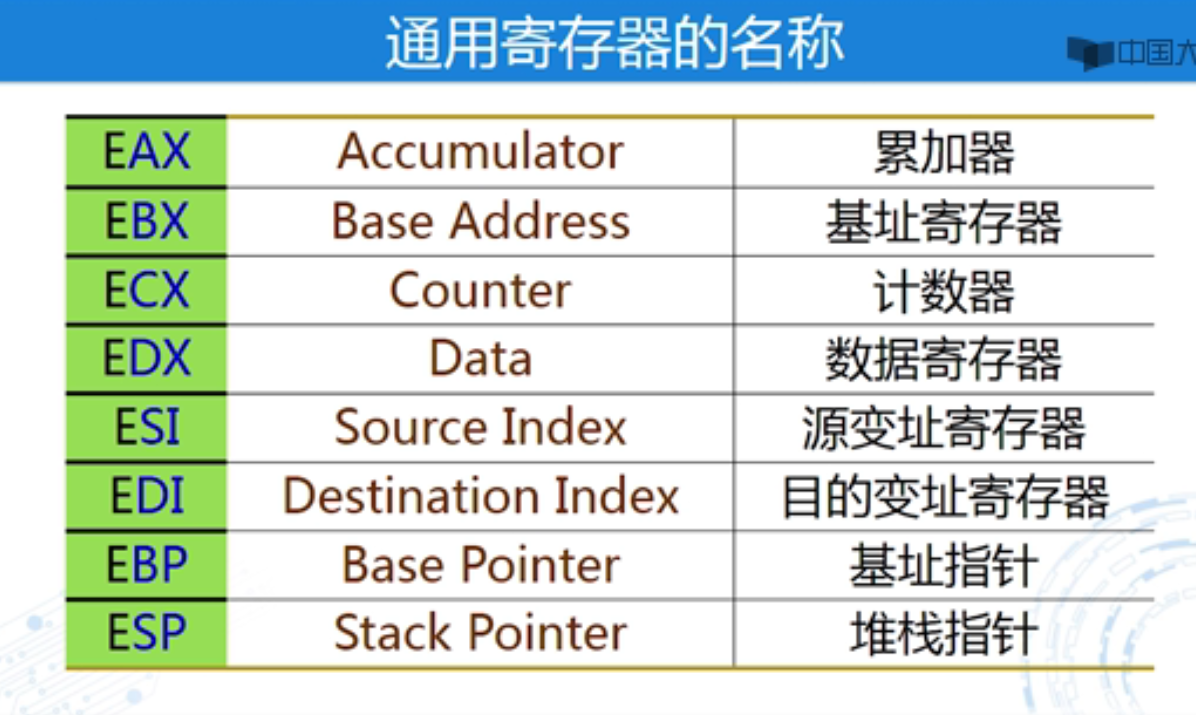 通用寄存器的名称
中国大
EAX Accumulator 累加器
EBX Base Address 基址寄存器
ECX Counter 计数器
EDX Data 数据寄存器
ESI Source Index 源变址寄存器
EDI Destination Index 目的变址寄存器
EBP Base Pointer 基址指针
ESP Stack Pointer 堆栈指针